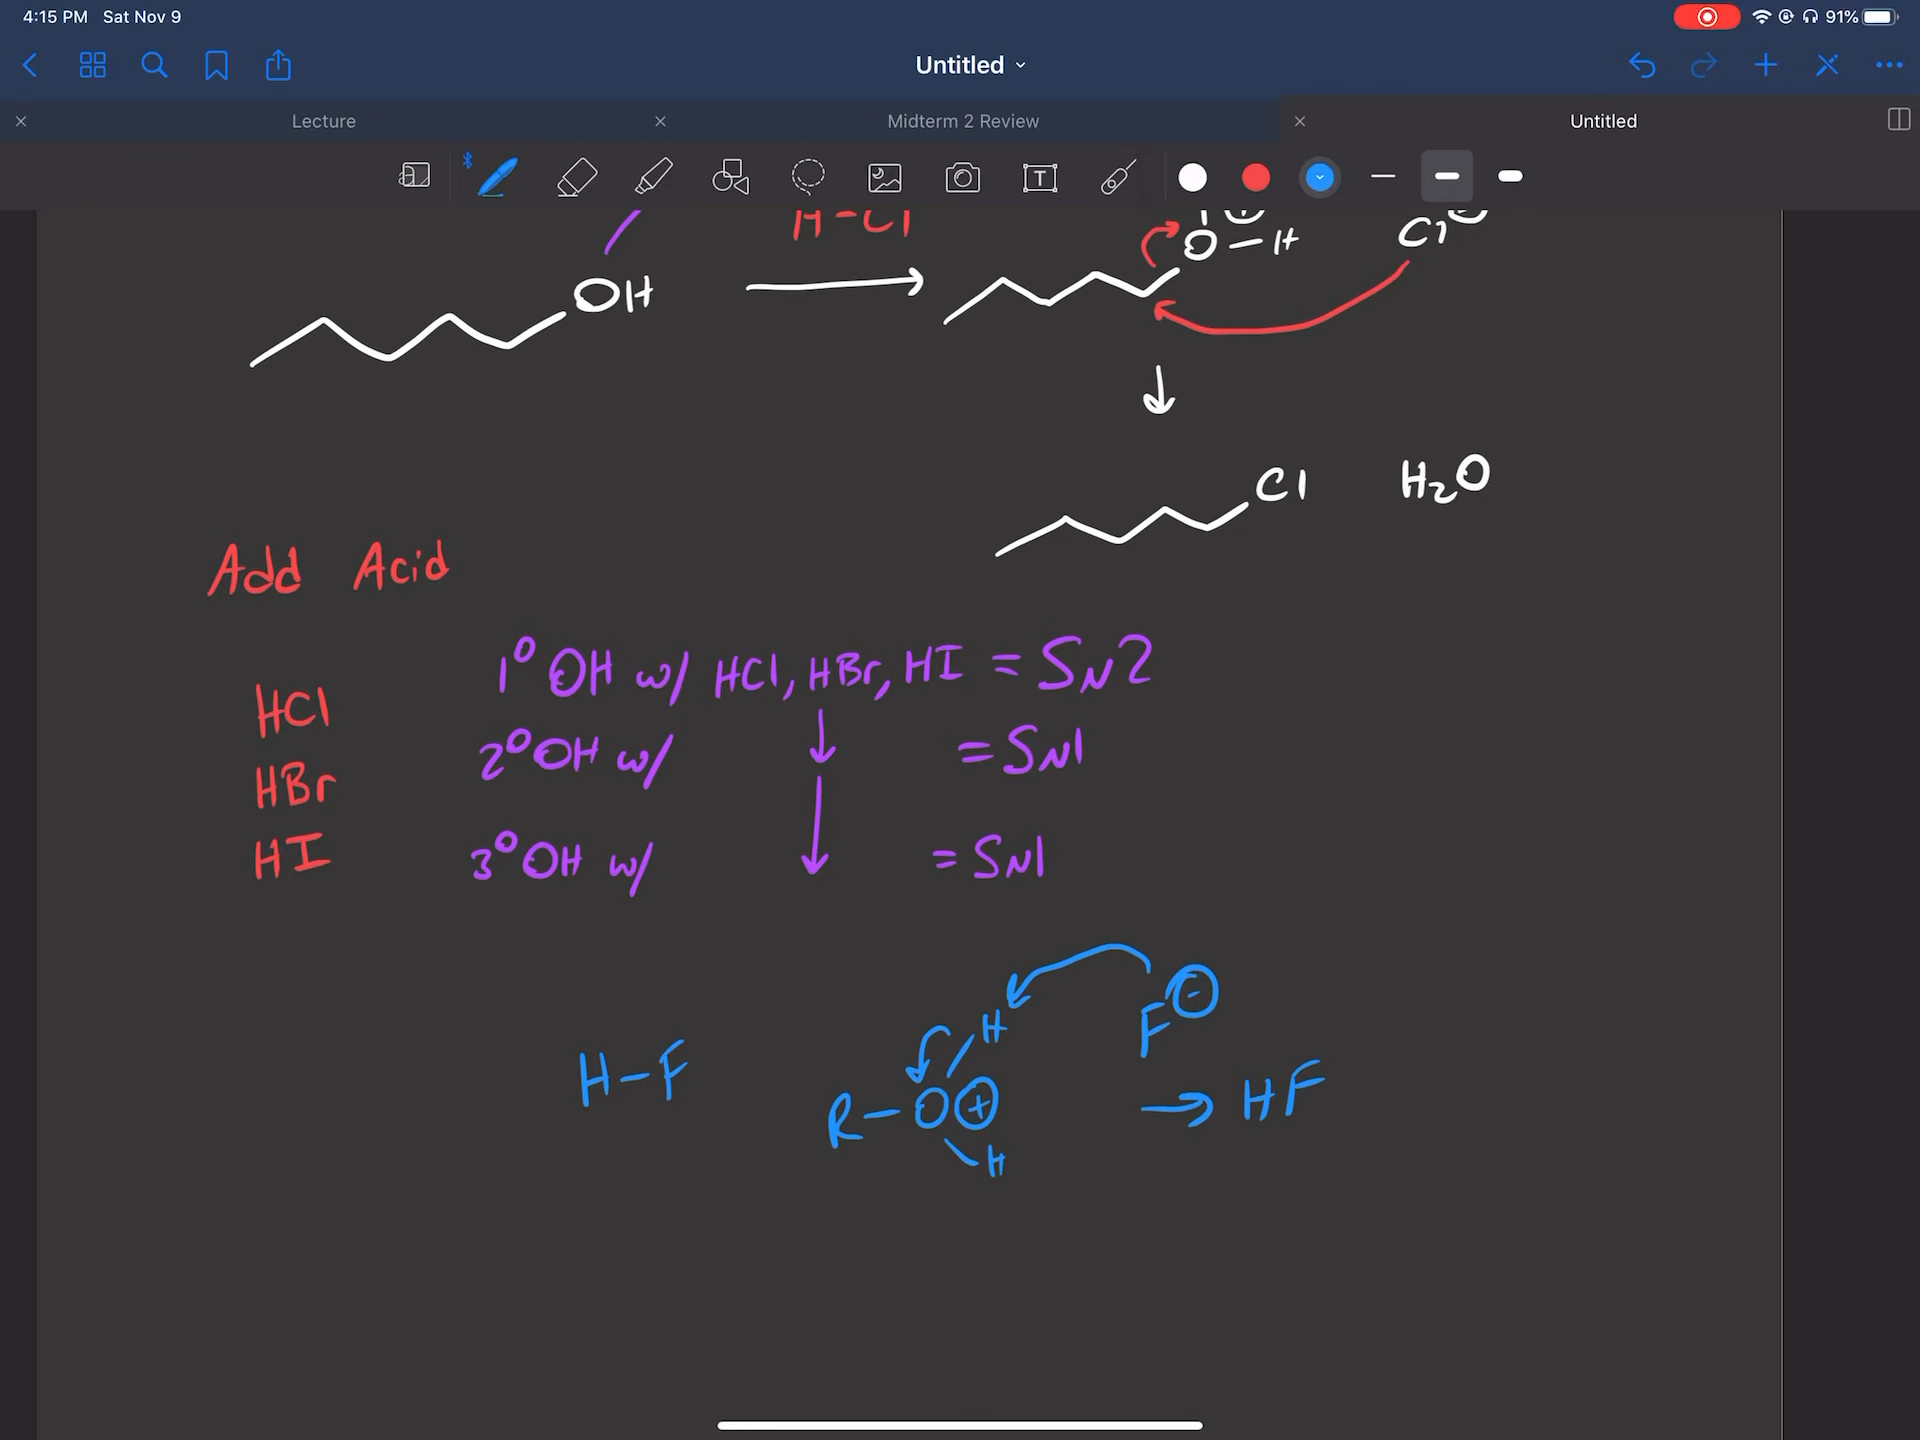 4:15 PM Sat Nov 9 91%
Untitled
Lecture Midterm 2 Review Untitled
T
H-Cl
OH
O-H
Cl⊖
Cl H₂O
Add Acid
1° OH w/ HCl, HBr, HI = SN2
HCl
2° OH w/ = SN1
HBr
3° OH w/ = SN1
HI
H F⊖
H-F R-O⊕ → HF
H